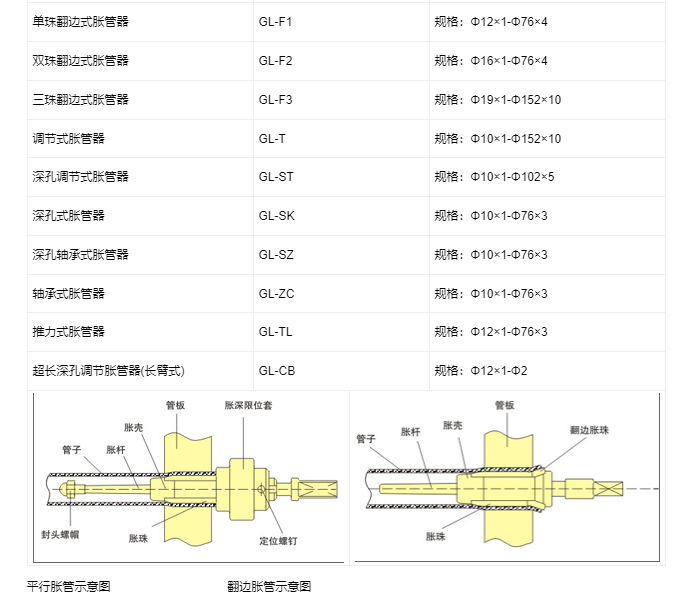 单珠翻边式胀管器 GL-F1 规格：Φ12×1-Φ76×4
双珠翻边式胀管器 GL-F2 规格：Φ16×1-Φ76×4
三珠翻边式胀管器 GL-F3 规格：Φ19×1-Φ152×10
调节式胀管器 GL-T 规格：Φ10×1-Φ152×10
深孔调节式胀管器 GL-ST 规格：Φ10×1-Φ102×5
深孔式胀管器 GL-SK 规格：Φ10×1-Φ76×3
深孔轴承式胀管器 GL-SZ 规格：Φ10×1-Φ76×3
轴承式胀管器 GL-ZC 规格：Φ10×1-Φ76×3
推力式胀管器 GL-TL 规格：Φ12×1-Φ76×3
超长深孔调节胀管器(长臂式) GL-CB 规格：Φ12×1-Φ2
管板 胀深限位套
胀壳
管子 胀杆
封头螺帽 胀珠 定位螺钉
管板
管子 胀杆 胀壳 翻边胀珠
胀珠
平行胀管示意图 翻边胀管示意图